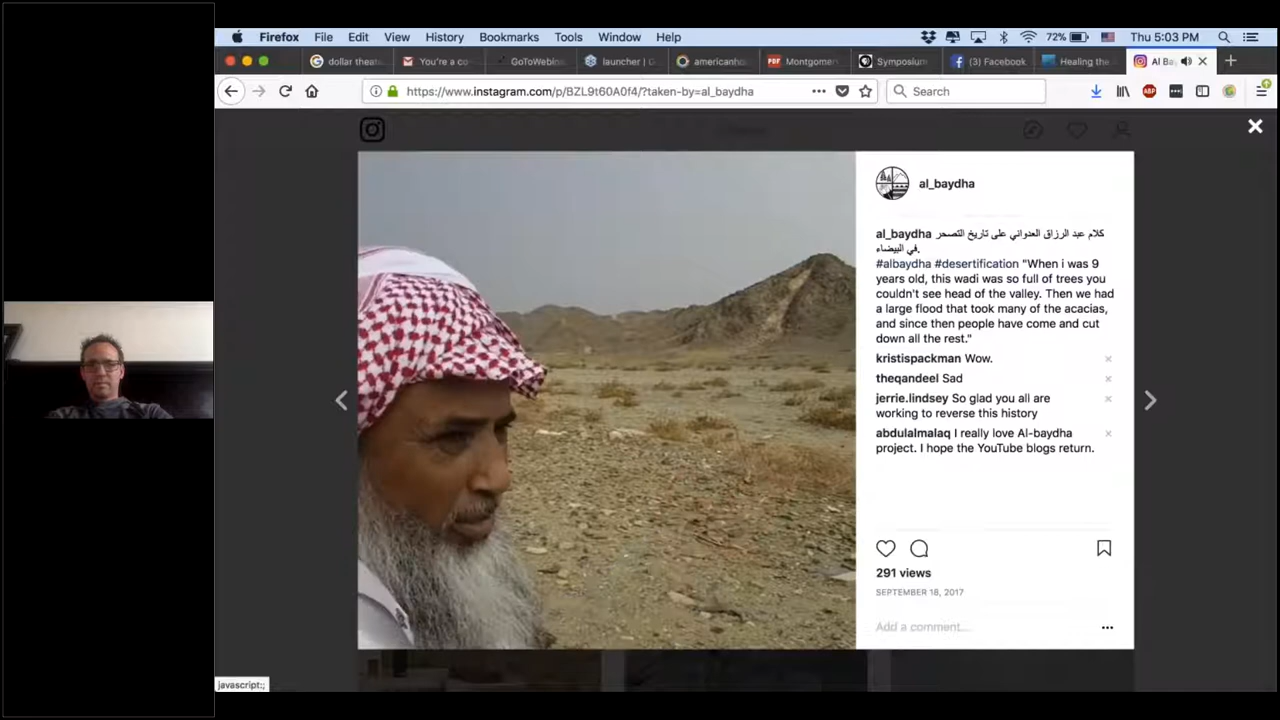 Firefox File Edit View History Bookmarks Tools Window Help 72% Thu 5:03 PM
dollar theat You're a co GoToWebin launcher | G americanho Montgomer Symposium (3) Facebook Healing the Al Ba
https://www.instagram.com/p/BZL9t60A0f4/?taken-by=al_baydha Search
al_baydha
al_baydha كلام عبد الرزاق العدواني على تاريخ التصحر
في البيضاء.
#albaydha #desertification "When i was 9
years old, this wadi was so full of trees you
couldn't see head of the valley. Then we had
a large flood that took many of the acacias,
and since then people have come and cut
down all the rest."
kristispackman Wow.
theqandeel Sad
jerrie.lindsey So glad you all are
working to reverse this history
abdulalmalaq I really love Al-baydha
project. I hope the YouTube blogs return.
291 views
SEPTEMBER 18, 2017
Add a comment...
javascript:;